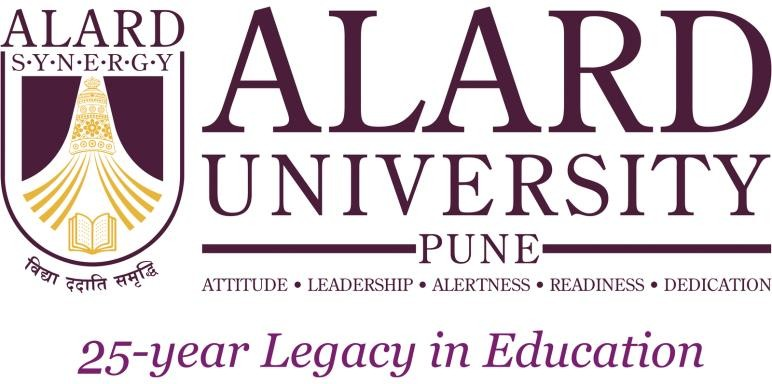 ALARD
S·Y·N·E·R·G·Y
विद्या ददाति समृद्धि
ALARD
UNIVERSITY
PUNE
ATTITUDE • LEADERSHIP • ALERTNESS • READINESS • DEDICATION
25-year Legacy in Education